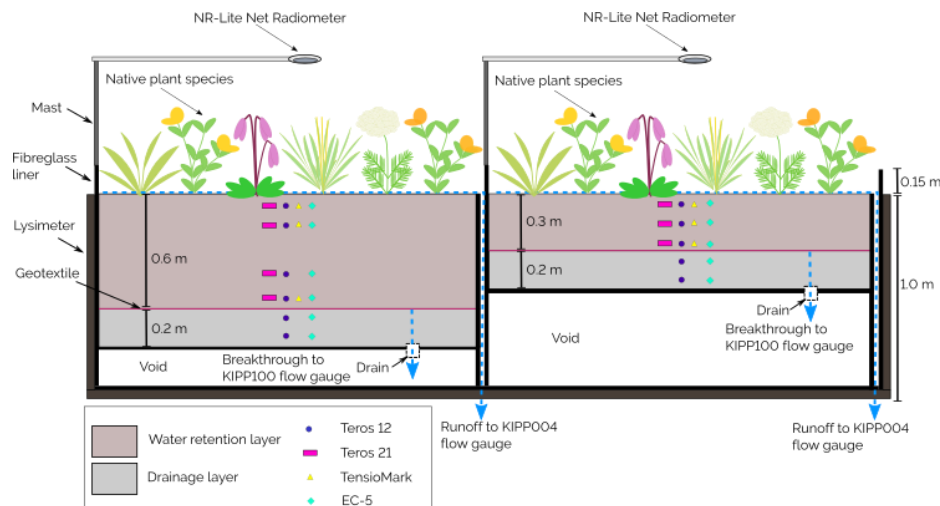 NR-Lite Net Radiometer
NR-Lite Net Radiometer
Native plant species
Native plant species
Mast
Fibreglass
liner
0.15 m
Lysimeter
0.3 m
0.6 m
Geotextile
0.2 m
1.0 m
0.2 m
Drain
Breakthrough to
KIPP100 flow gauge
Void
Void
Breakthrough to
KIPP100 flow gauge
Drain
Runoff to KIPP004
flow gauge
Runoff to KIPP004
flow gauge
Water retention layer
Drainage layer
Teros 12
Teros 21
TensioMark
EC-5